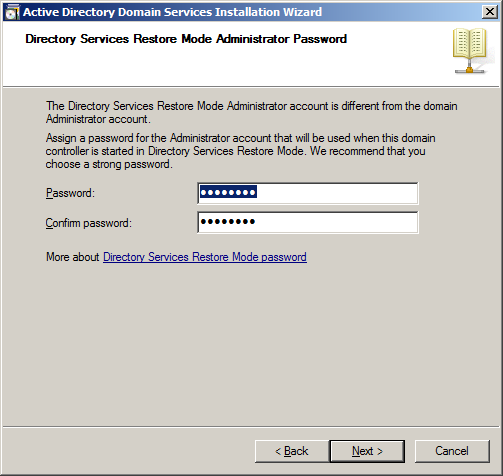 Active Directory Domain Services Installation Wizard
Directory Services Restore Mode Administrator Password
The Directory Services Restore Mode Administrator account is different from the domain
Administrator account.
Assign a password for the Administrator account that will be used when this domain
controller is started in Directory Services Restore Mode. We recommend that you
choose a strong password.
Password: ●●●●●●●●
Confirm password: ●●●●●●●●
More about Directory Services Restore Mode password
< Back Next > Cancel